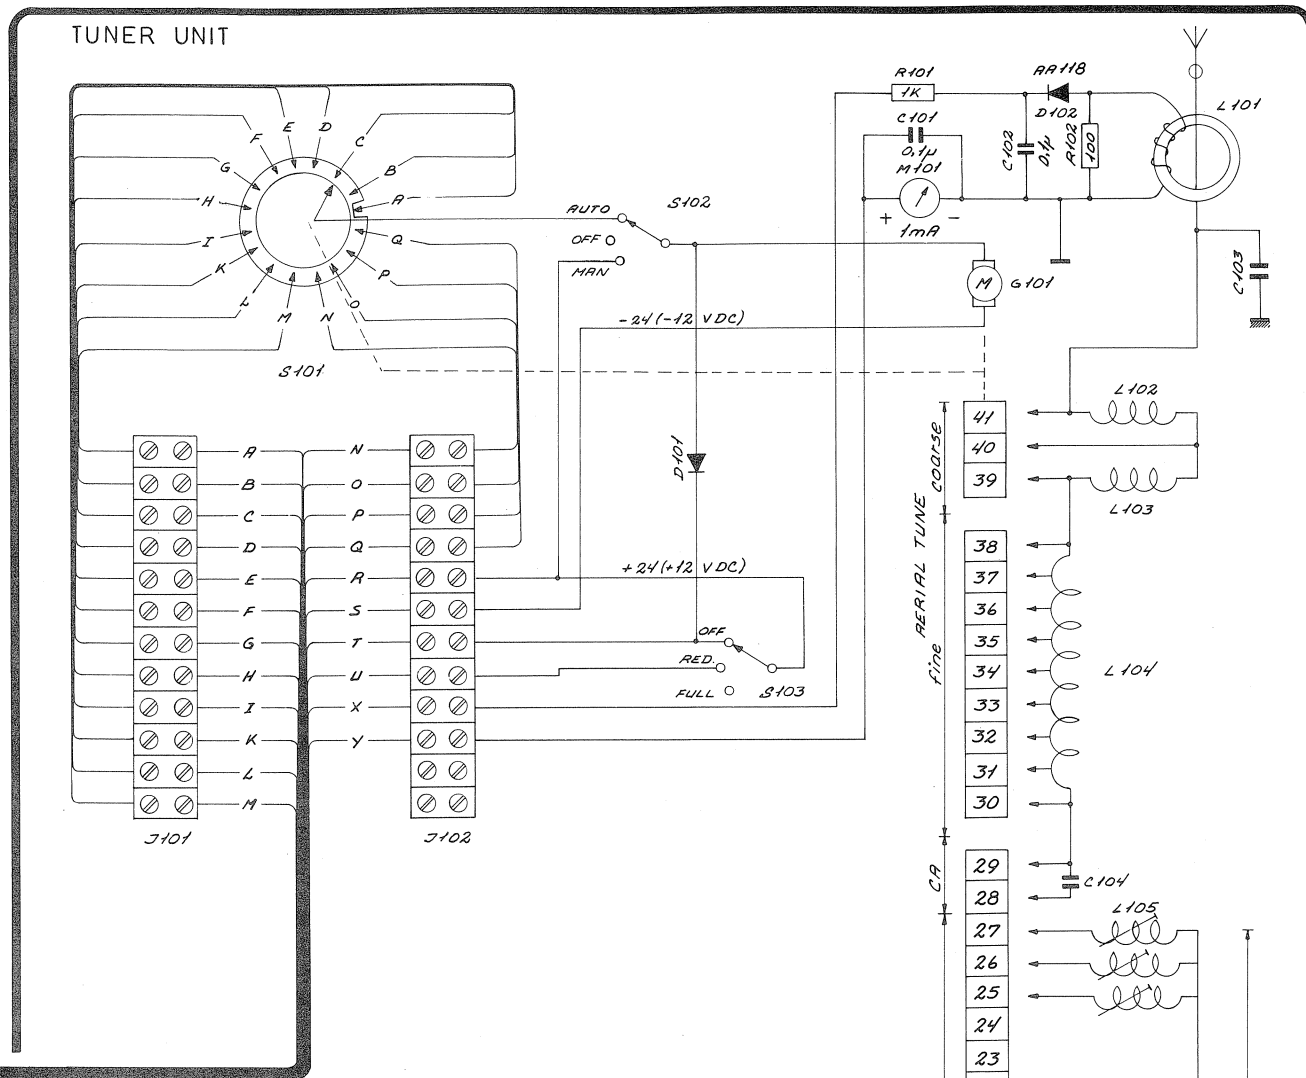 TUNER UNIT
R101
1K
C101
0,1µ
M101
+ -
1mA
AA118
D102
C102
0,1µ
R102
100
L101
C103
F E D C
G B
H A
I Q
K P
L M N O
S101
AUTO
OFF
MAN
S102
M
G101
-24(-12 VDC)
D101
+24(+12 VDC)
OFF
RED.
FULL
S103
A
B
C
D
E
F
G
H
I
K
L
M
J101
N
O
P
Q
R
S
T
U
X
Y
J102
coarse
AERIAL TUNE
fine
CA
41
40
39
38
37
36
35
34
33
32
31
30
29
28
27
26
25
24
23
L102
L103
L104
C104
L105